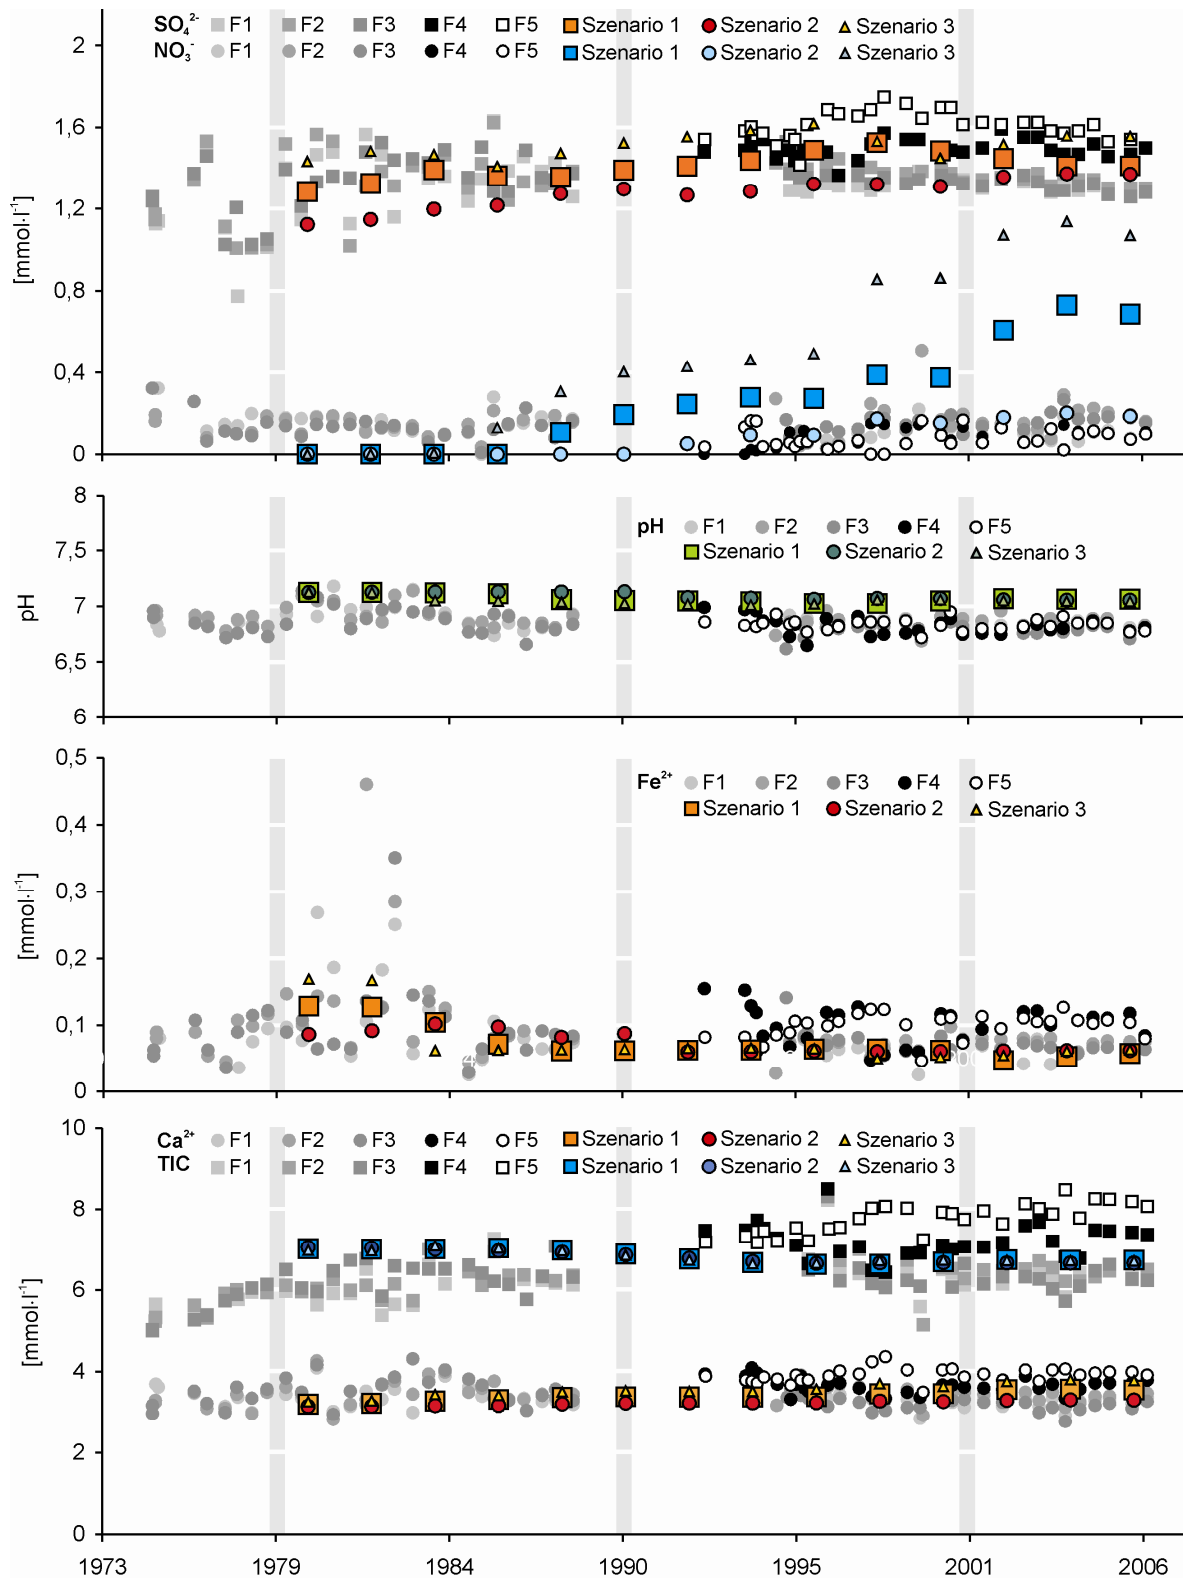 SO₄²⁻ F1 F2 F3 F4 F5 Szenario 1 Szenario 2 Szenario 3
NO₃⁻ F1 F2 F3 F4 F5 Szenario 1 Szenario 2 Szenario 3
2
1,6
1,2
0,8
0,4
0
[mmol·l⁻¹]
8
7,5
7
6,5
6
pH
pH F1 F2 F3 F4 F5
Szenario 1 Szenario 2 Szenario 3
0,5
0,4
0,3
0,2
0,1
0
[mmol·l⁻¹]
Fe²⁺ F1 F2 F3 F4 F5
Szenario 1 Szenario 2 Szenario 3
10
8
6
4
2
0
[mmol·l⁻¹]
Ca²⁺ F1 F2 F3 F4 F5 Szenario 1 Szenario 2 Szenario 3
TIC F1 F2 F3 F4 F5 Szenario 1 Szenario 2 Szenario 3
1973 1979 1984 1990 1995 2001 2006